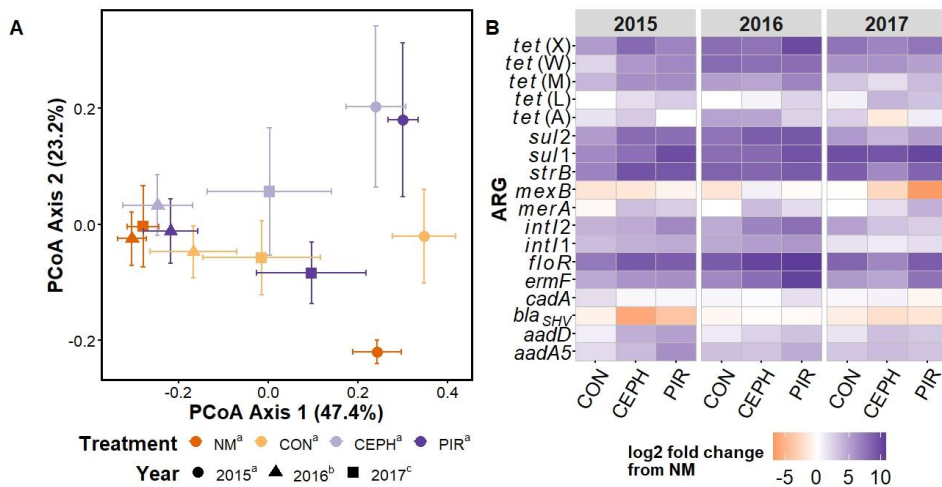 A
PCoA Axis 2 (23.2%)
0.2
0.0
-0.2
-0.2
0.0
0.2
0.4
PCoA Axis 1 (47.4%)
Treatment NMᵃ CONᵃ CEPHᵃ PIRᵃ
Year 2015ᵃ 2016ᵇ 2017ᶜ
B
2015 2016 2017
ARG
tet(X)
tet(W)
tet(M)
tet(L)
tet(A)
sul2
sul1
strB
mexB
merA
intI2
intI1
floR
ermF
cadA
bla SHV
aadD
aadA5
CON CEPH PIR CON CEPH PIR CON CEPH PIR
log2 fold change
from NM
-5 0 5 10